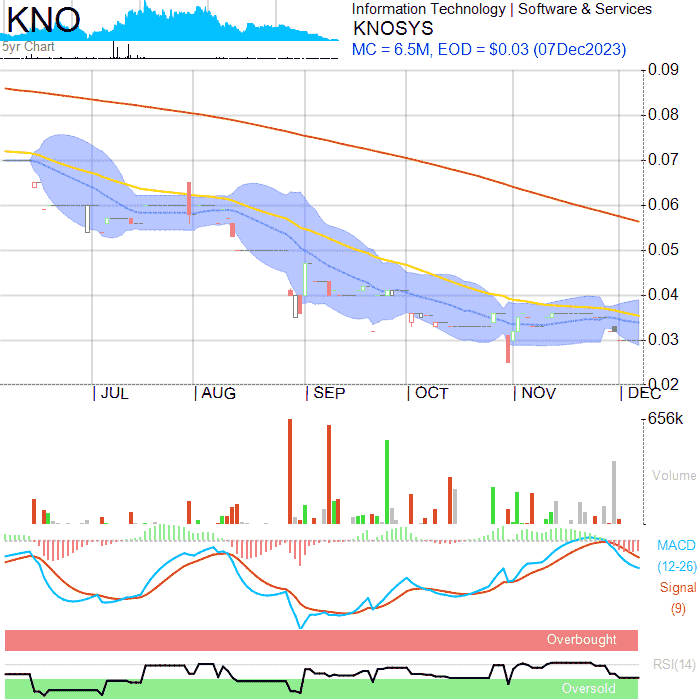 KNO
5yr Chart
Information Technology | Software & Services
KNOSYS
MC = 6.5M, EOD = $0.03 (07Dec2023)
0.09
0.08
0.07
0.06
0.05
0.04
0.03
0.02
JUL
AUG
SEP
OCT
NOV
DEC
656k
Volume
MACD
(12-26)
Signal
(9)
Overbought
RSI(14)
Oversold